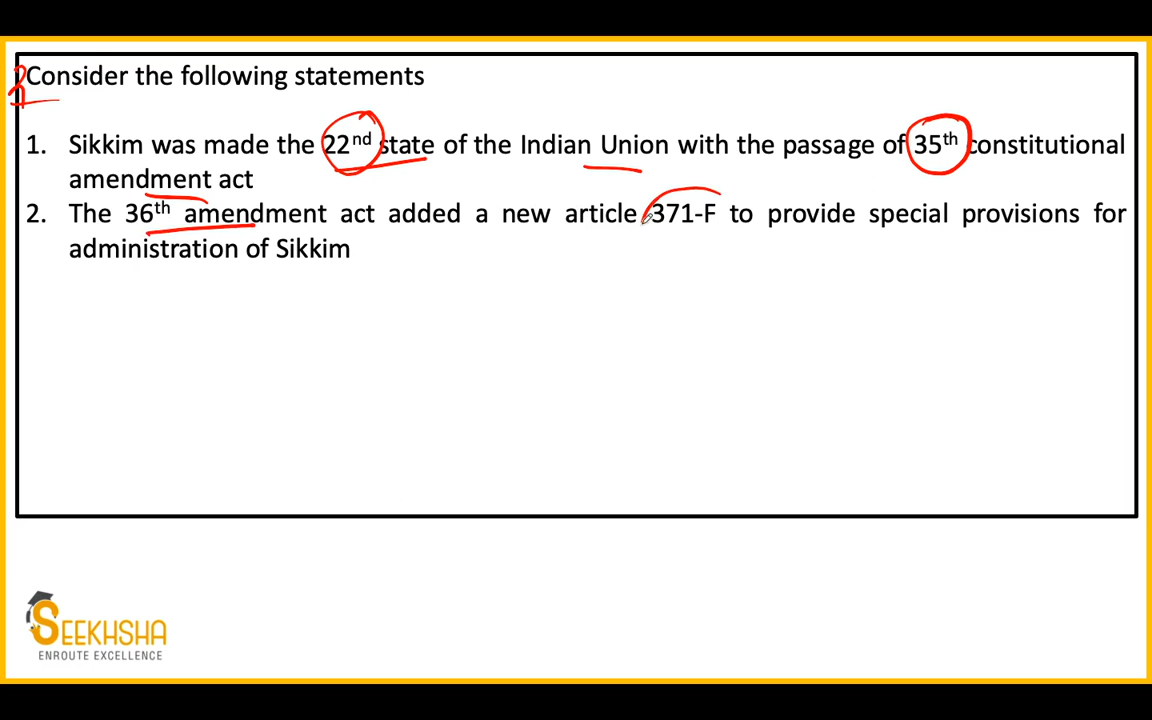 Consider the following statements
1. Sikkim was made the 22nd state of the Indian Union with the passage of 35th constitutional
amendment act
2. The 36th amendment act added a new article 371-F to provide special provisions for
administration of Sikkim
SEEKHSHA
ENROUTE EXCELLENCE